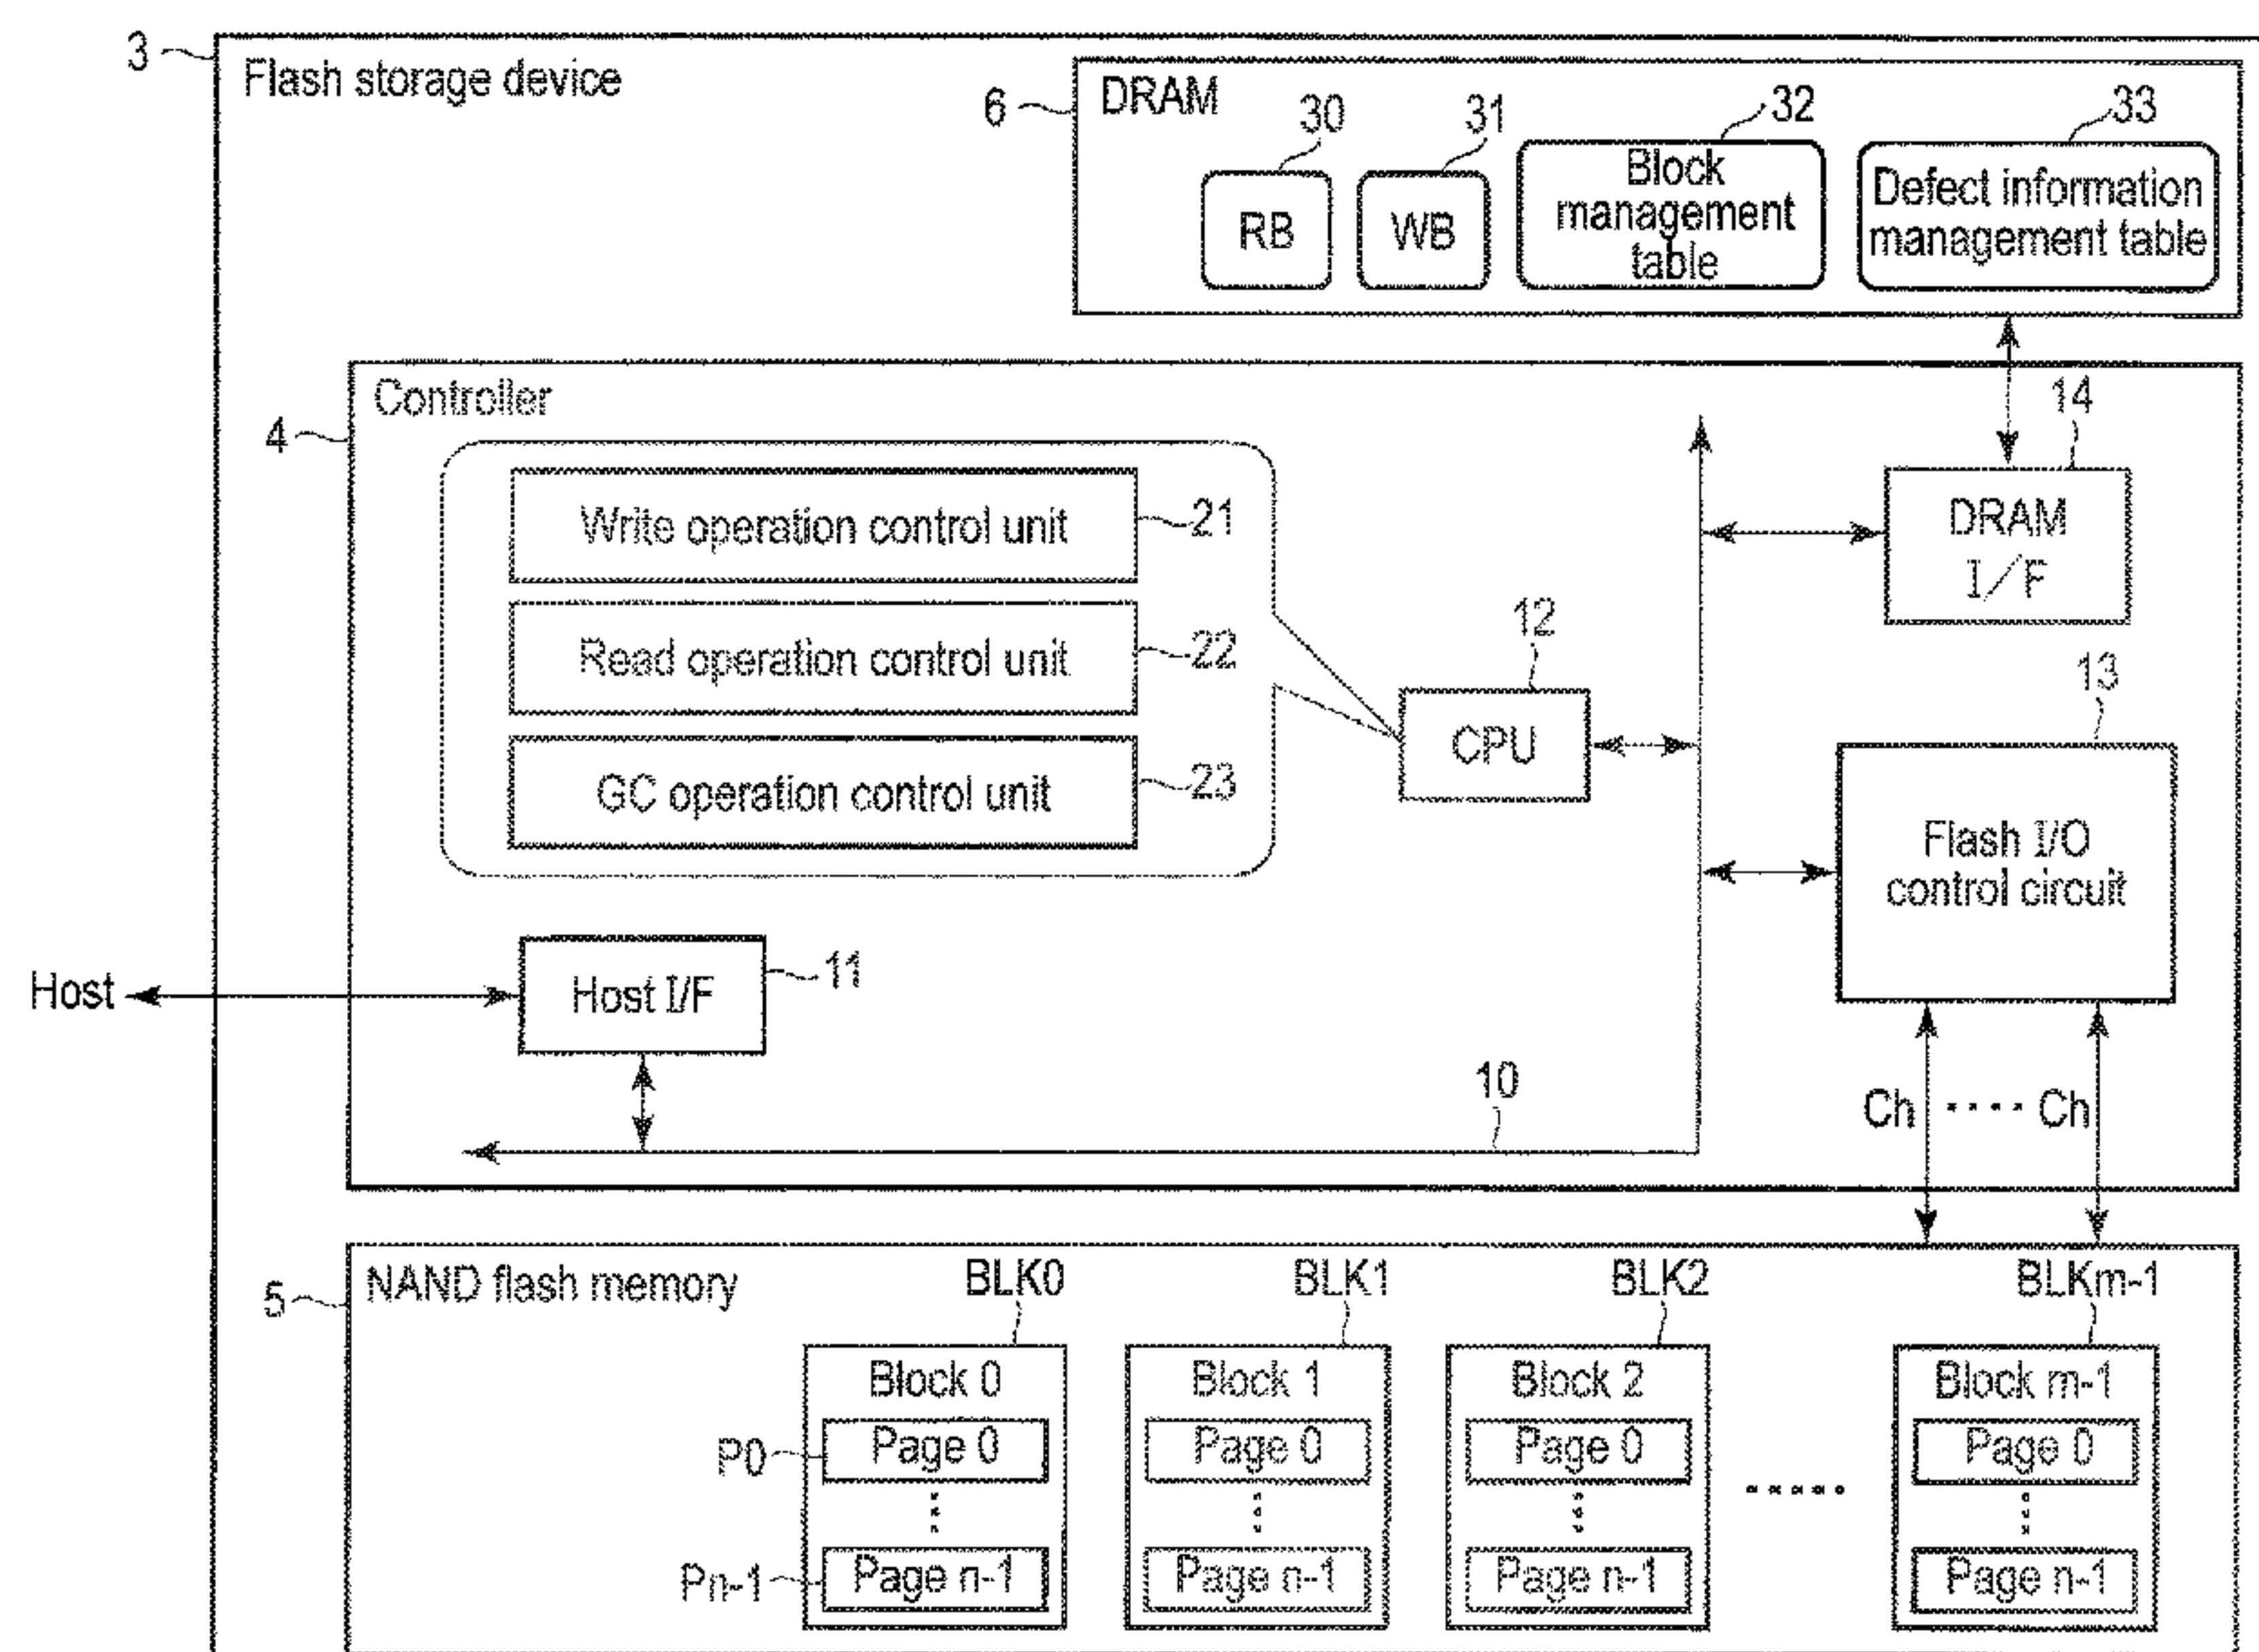 3
Flash storage device
6
DRAM
30
31
32
33
RB
WB
Block
management
table
Defect information
management table
Controller
4
14
Write operation control unit
21
DRAM
I/F
Read operation control unit
22
12
13
CPU
GC operation control unit
23
Flash I/O
control circuit
Host
Host I/F
11
10
Ch ···· Ch
5
NAND flash memory
BLK0
BLK1
BLK2
BLKm-1
Block 0
Block 1
Block 2
Block m-1
P0
Page 0
Page 0
Page 0
Page 0
Pn-1
Page n-1
Page n-1
Page n-1
Page n-1